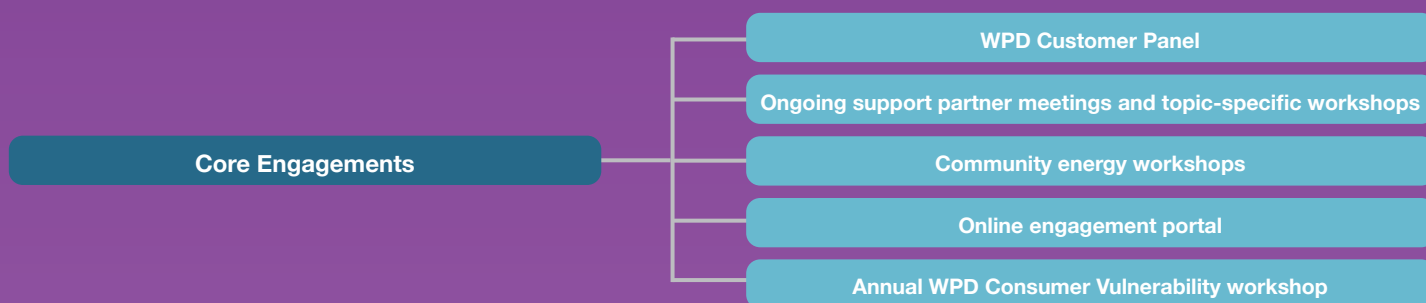 WPD Customer Panel
Ongoing support partner meetings and topic-specific workshops
Core Engagements
Community energy workshops
Online engagement portal
Annual WPD Consumer Vulnerability workshop